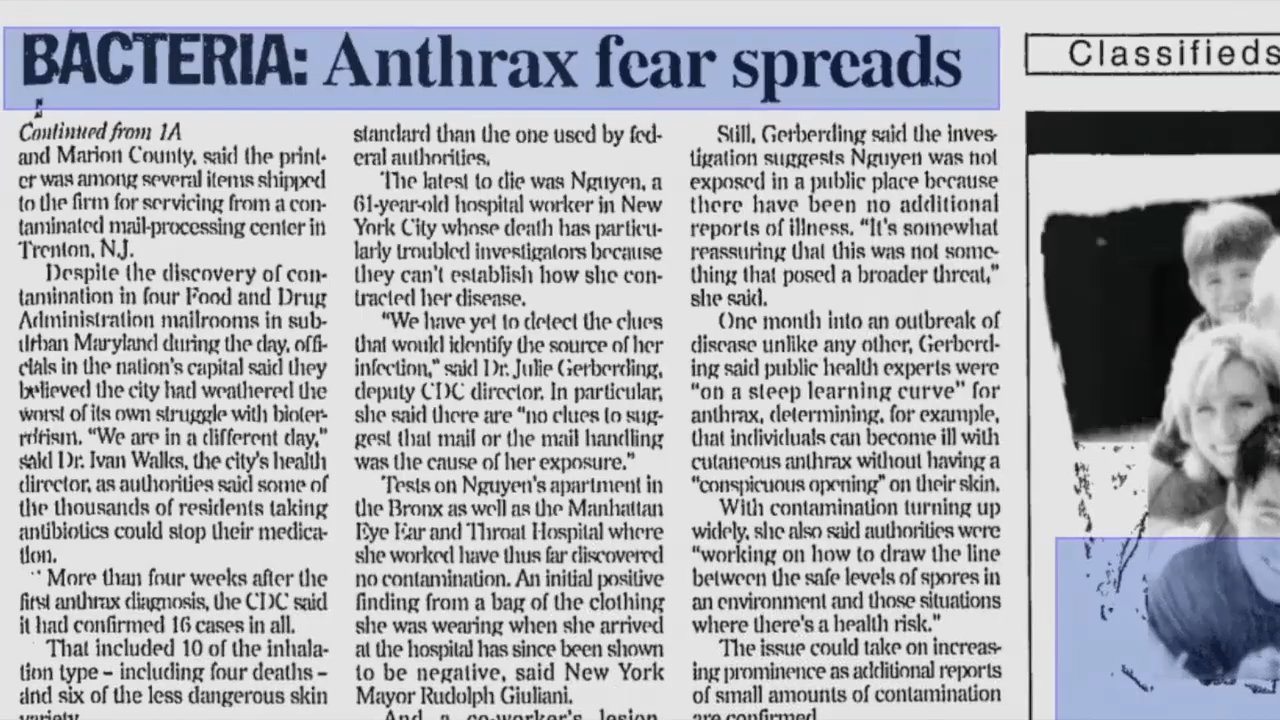 BACTERIA: Anthrax fear spreads
Continued from 1A
and Marion County, said the print-
er was among several items shipped
to the firm for servicing from a con-
taminated mail-processing center in
Trenton, N.J.
Despite the discovery of con-
tamination in four Food and Drug
Administration mailrooms in sub-
urban Maryland during the day, offi-
cials in the nation's capital said they
believed the city had weathered the
worst of its own struggle with bioter-
rorism. "We are in a different day,"
said Dr. Ivan Walks, the city's health
director, as authorities said some of
the thousands of residents taking
antibiotics could stop their medica-
tion.
More than four weeks after the
first anthrax diagnosis, the CDC said
it had confirmed 16 cases in all.
That included 10 of the inhala-
tion type – including four deaths –
and six of the less dangerous skin
variety.
standard than the one used by fed-
eral authorities.
The latest to die was Nguyen, a
61-year-old hospital worker in New
York City whose death has particu-
larly troubled investigators because
they can't establish how she con-
tracted her disease.
"We have yet to detect the clues
that would identify the source of her
infection," said Dr. Julie Gerberding,
deputy CDC director. In particular,
she said there are "no clues to sug-
gest that mail or the mail handling
was the cause of her exposure."
Tests on Nguyen's apartment in
the Bronx as well as the Manhattan
Eye Ear and Throat Hospital where
she worked have thus far discovered
no contamination. An initial positive
finding from a bag of the clothing
she was wearing when she arrived
at the hospital has since been shown
to be negative, said New York
Mayor Rudolph Giuliani.
And a co-worker's lesion,
Still, Gerberding said the inves-
tigation suggests Nguyen was not
exposed in a public place because
there have been no additional
reports of illness. "It's somewhat
reassuring that this was not some-
thing that posed a broader threat,"
she said.
One month into an outbreak of
disease unlike any other, Gerberd-
ing said public health experts were
"on a steep learning curve" for
anthrax, determining, for example,
that individuals can become ill with
cutaneous anthrax without having a
"conspicuous opening" on their skin.
With contamination turning up
widely, she also said authorities were
"working on how to draw the line
between the safe levels of spores in
an environment and those situations
where there's a health risk."
The issue could take on increas-
ing prominence as additional reports
of small amounts of contamination
are confirmed.
Classifieds